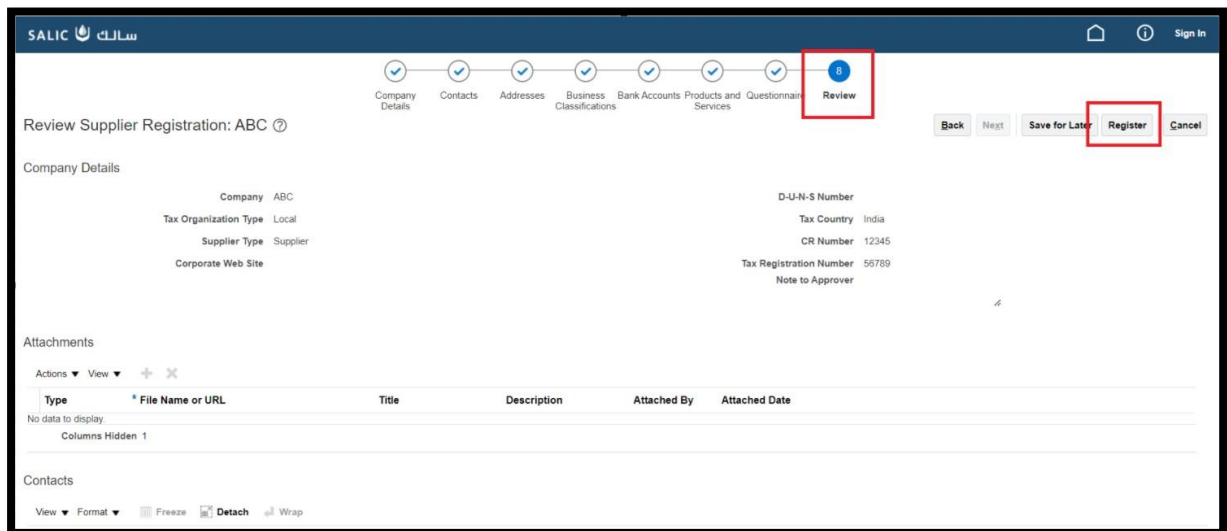 SALIC سالك
Sign In
8
Company Details
Contacts
Addresses
Business Classifications
Bank Accounts
Products and Services
Questionnaire
Review
Review Supplier Registration: ABC
Back Next Save for Later Register Cancel
Company Details
Company ABC
D-U-N-S Number
Tax Organization Type Local
Tax Country India
Supplier Type Supplier
CR Number 12345
Corporate Web Site
Tax Registration Number 56789
Note to Approver
Attachments
Actions View
Type * File Name or URL Title Description Attached By Attached Date
No data to display.
Columns Hidden 1
Contacts
View Format Freeze Detach Wrap